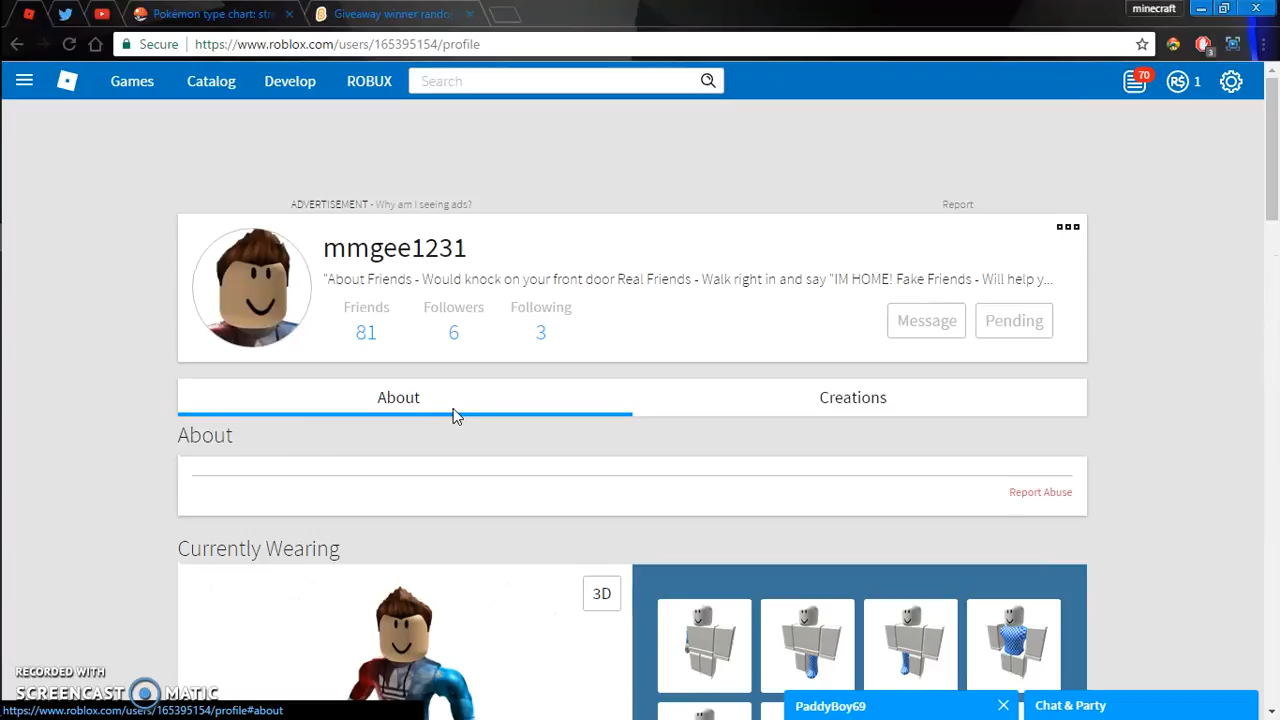 minecraft
Pokémon type chart: str
Giveaway winner rando
Secure https://www.roblox.com/users/165395154/profile
3
Games Catalog Develop ROBUX Search 70 R$ 1
ADVERTISEMENT - Why am I seeing ads? Report
mmgee1231
"About Friends - Would knock on your front door Real Friends - Walk right in and say "IM HOME! Fake Friends - Will help y...
Friends Followers Following
81 6 3
Message Pending
About Creations
About
Report Abuse
Currently Wearing
3D
RECORDED WITH
SCREENCAST MATIC
PaddyBoy69
Chat & Party
https://www.roblox.com/users/165395154/profile#about